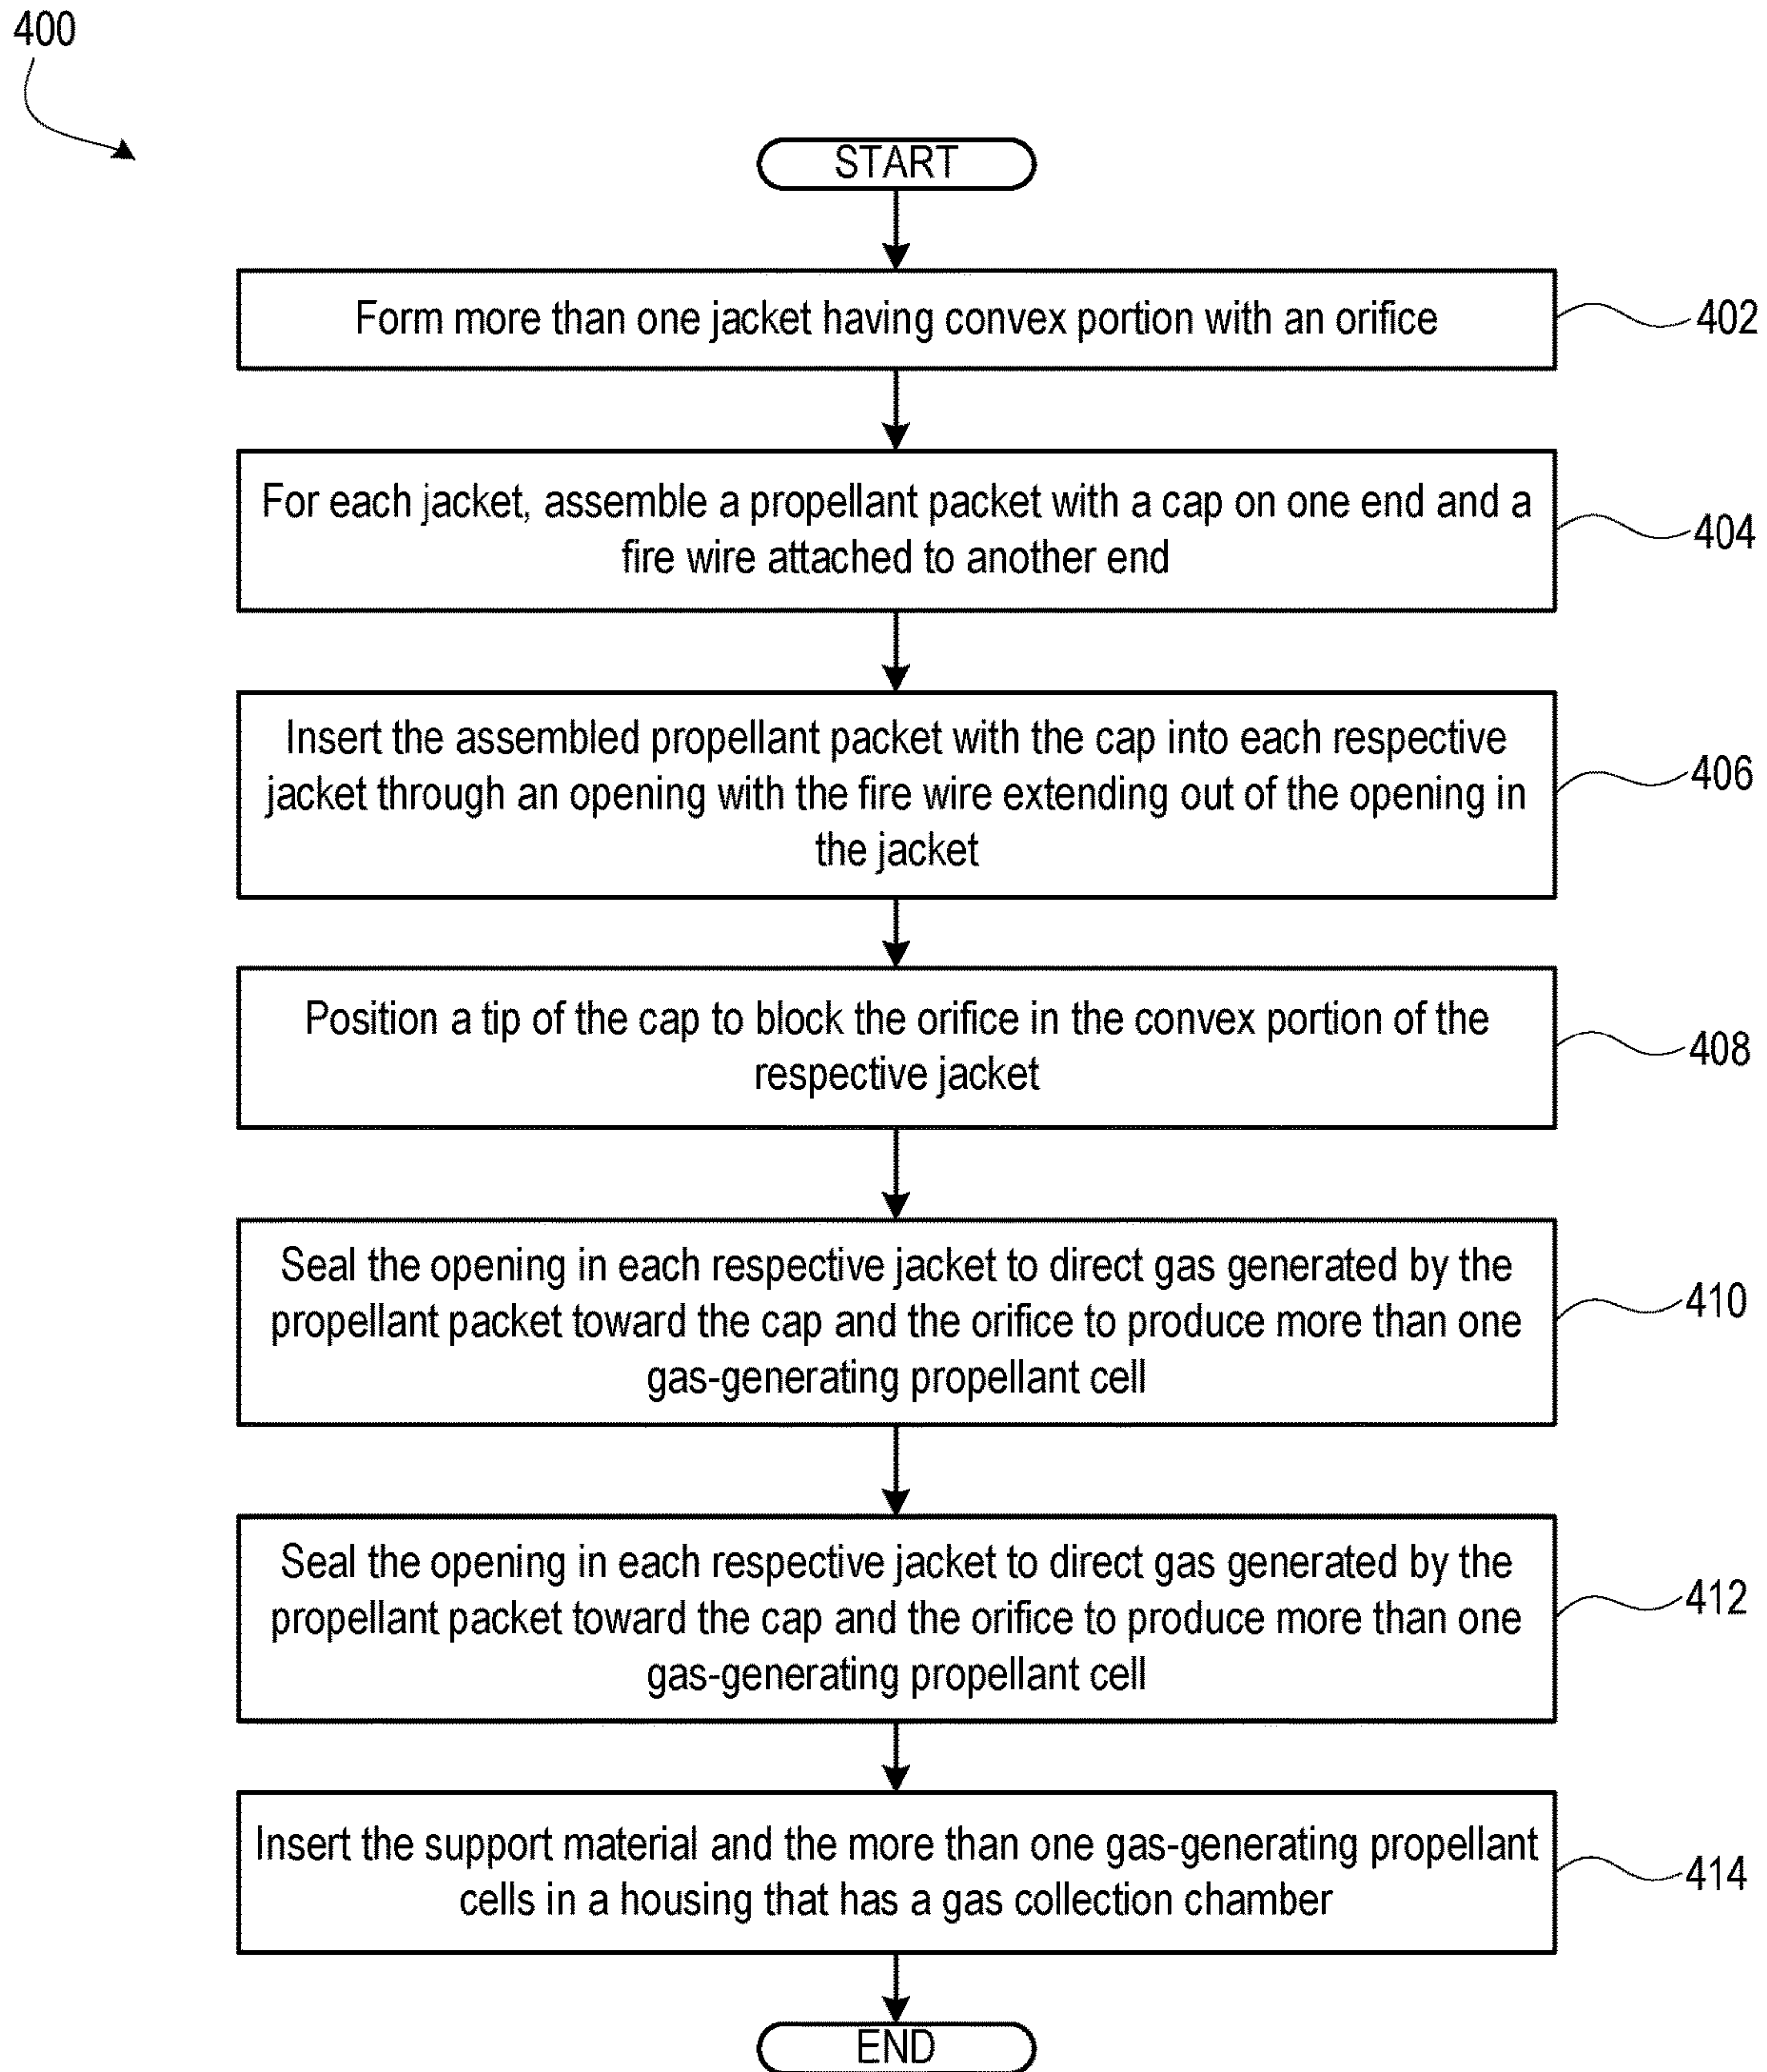 400
START
Form more than one jacket having convex portion with an orifice
402
For each jacket, assemble a propellant packet with a cap on one end and a
fire wire attached to another end
404
Insert the assembled propellant packet with the cap into each respective
jacket through an opening with the fire wire extending out of the opening in
the jacket
406
Position a tip of the cap to block the orifice in the convex portion of the
respective jacket
408
Seal the opening in each respective jacket to direct gas generated by the
propellant packet toward the cap and the orifice to produce more than one
gas-generating propellant cell
410
Seal the opening in each respective jacket to direct gas generated by the
propellant packet toward the cap and the orifice to produce more than one
gas-generating propellant cell
412
Insert the support material and the more than one gas-generating propellant
cells in a housing that has a gas collection chamber
414
END